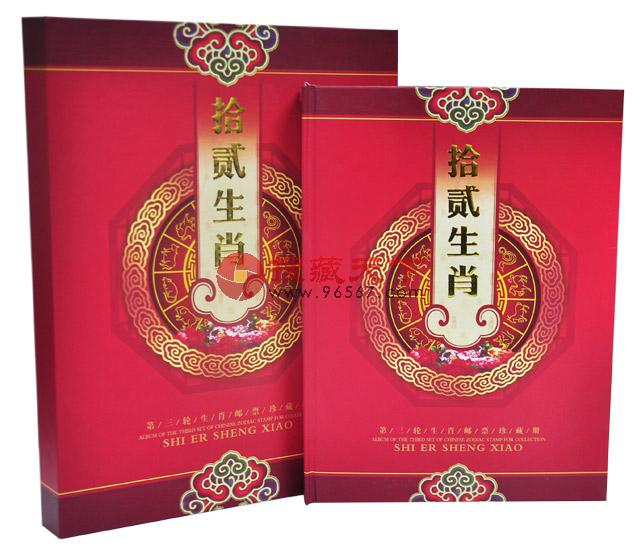 拾贰生肖
第/三/轮/生/肖/邮/票/珍/藏
ALBUM OF THE THIRD SET OF CHINESE ZODIAC STAMP FOR COLLECTION
SHI ER SHENG XIAO
拾贰生肖
第/三/轮/生/肖/邮/票/珍/藏/册
ALBUM OF THE THIRD SET OF CHINESE ZODIAC STAMP FOR COLLECTION
SHI ER SHENG XIAO
藏天
www.96567.com